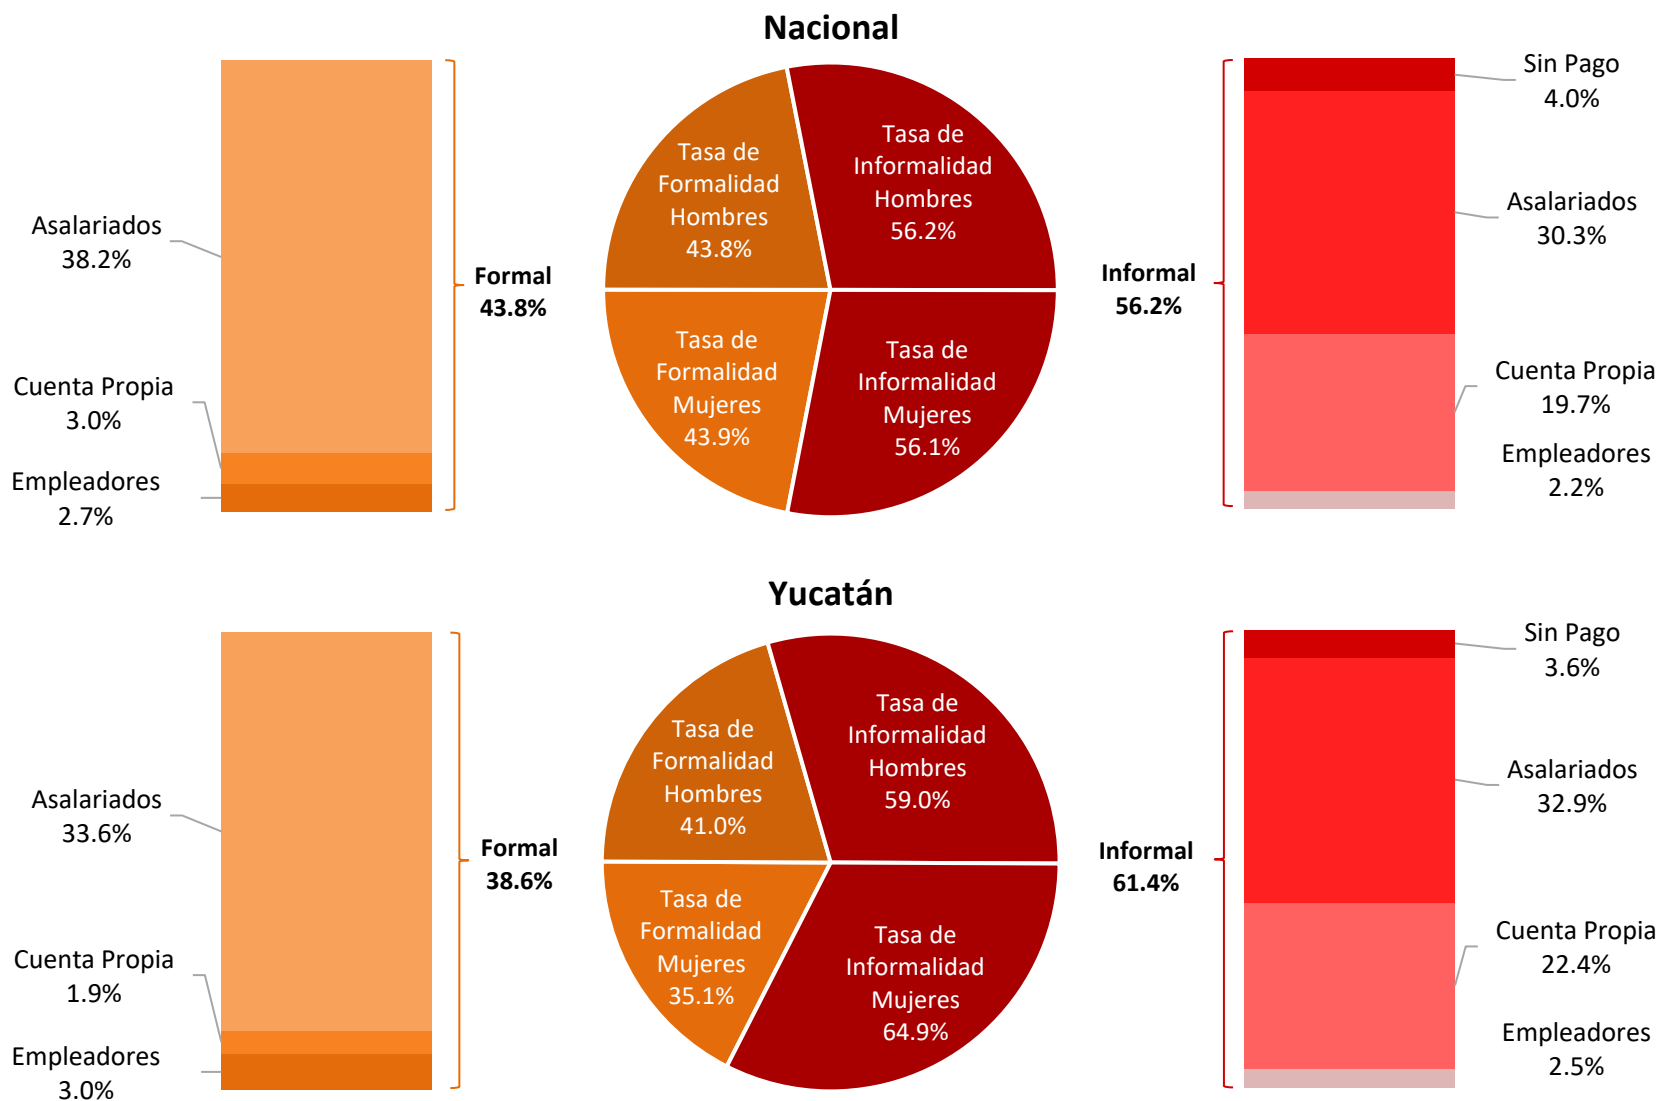 Nacional
Asalariados
38.2%
Cuenta Propia
3.0%
Empleadores
2.7%
Formal
43.8%
Tasa de
Formalidad
Hombres
43.8%
Tasa de
Informalidad
Hombres
56.2%
Tasa de
Formalidad
Mujeres
43.9%
Tasa de
Informalidad
Mujeres
56.1%
Informal
56.2%
Sin Pago
4.0%
Asalariados
30.3%
Cuenta Propia
19.7%
Empleadores
2.2%
Yucatán
Asalariados
33.6%
Cuenta Propia
1.9%
Empleadores
3.0%
Formal
38.6%
Tasa de
Formalidad
Hombres
41.0%
Tasa de
Informalidad
Hombres
59.0%
Tasa de
Formalidad
Mujeres
35.1%
Tasa de
Informalidad
Mujeres
64.9%
Informal
61.4%
Sin Pago
3.6%
Asalariados
32.9%
Cuenta Propia
22.4%
Empleadores
2.5%